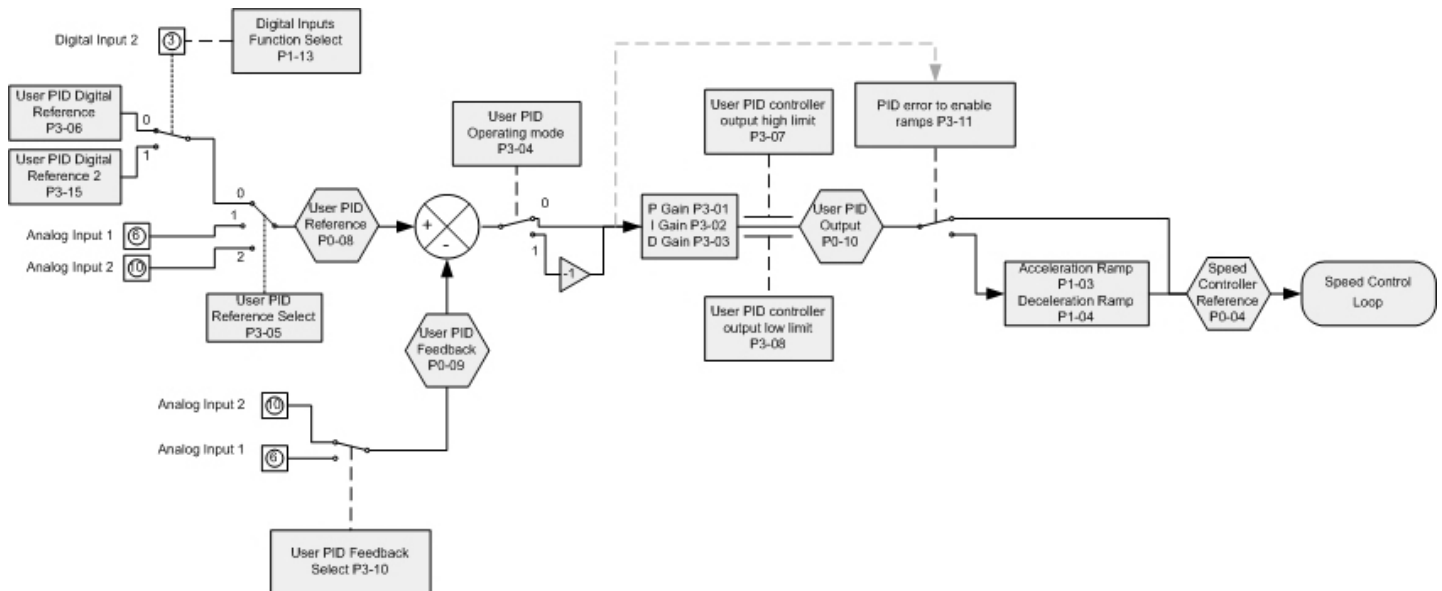 Digital Input 2
3
Digital Inputs
Function Select
P1-13
User PID Digital
Reference
P3-06
0
User PID Digital
Reference 2
P3-15
1
0
1
2
Analog Input 1
6
Analog Input 2
10
User PID
Reference
P0-08
User PID
Reference Select
P3-05
+
-
User PID
Feedback
P0-09
Analog Input 2
10
Analog Input 1
6
User PID Feedback
Select P3-10
User PID
Operating mode
P3-04
0
1
-1
P Gain P3-01
I Gain P3-02
D Gain P3-03
User PID controller
output high limit
P3-07
User PID controller
output low limit
P3-08
User PID
Output
P0-10
PID error to enable
ramps P3-11
Acceleration Ramp
P1-03
Deceleration Ramp
P1-04
Speed
Controller
Reference
P0-04
Speed Control
Loop